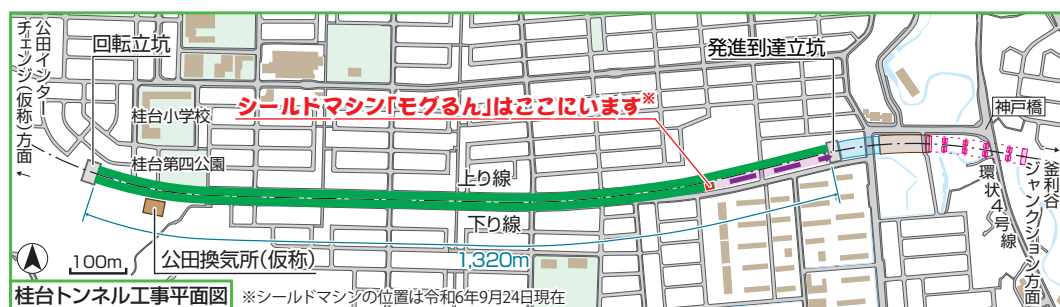 公田インター
チェンジ(仮称)方面
回転立坑
発進到達立坑
シールドマシン「モグるん」はここにいます※
桂台小学校
神戸橋
桂台第四公園
上り線
下り線
環状4号線
釜利谷
ジャンクション方面
100m
公田換気所(仮称)
1,320m
桂台トンネル工事平面図
※シールドマシンの位置は令和6年9月24日現在